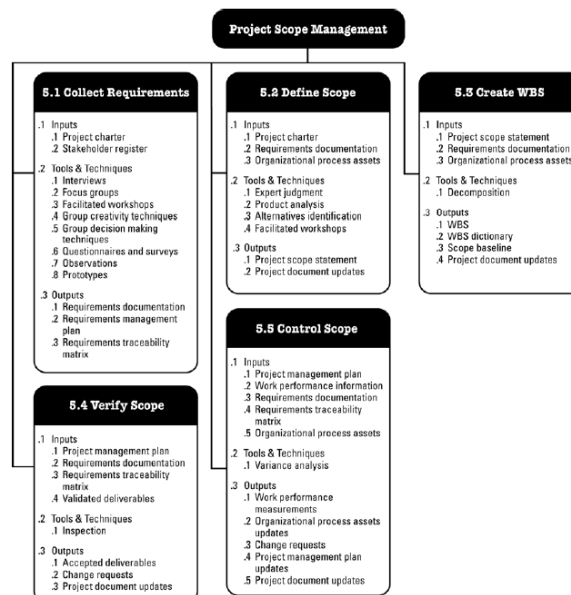 Project Scope Management
5.1 Collect Requirements
.1 Inputs
.1 Project charter
.2 Stakeholder register
.2 Tools & Techniques
.1 Interviews
.2 Focus groups
.3 Facilitated workshops
.4 Group creativity techniques
.5 Group decision making
techniques
.6 Questionnaires and surveys
.7 Observations
.8 Prototypes
.3 Outputs
.1 Requirements documentation
.2 Requirements management
plan
.3 Requirements traceability
matrix
5.2 Define Scope
.1 Inputs
.1 Project charter
.2 Requirements documentation
.3 Organizational process assets
.2 Tools & Techniques
.1 Expert judgment
.2 Product analysis
.3 Alternatives identification
.4 Facilitated workshops
.3 Outputs
.1 Project scope statement
.2 Project document updates
5.3 Create WBS
.1 Inputs
.1 Project scope statement
.2 Requirements documentation
.3 Organizational process assets
.2 Tools & Techniques
.1 Decomposition
.3 Outputs
.1 WBS
.2 WBS dictionary
.3 Scope baseline
.4 Project document updates
5.4 Verify Scope
.1 Inputs
.1 Project management plan
.2 Requirements documentation
.3 Requirements traceability
matrix
.4 Validated deliverables
.2 Tools & Techniques
.1 Inspection
.3 Outputs
.1 Accepted deliverables
.2 Change requests
.3 Project document updates
5.5 Control Scope
.1 Inputs
.1 Project management plan
.2 Work performance information
.3 Requirements documentation
.4 Requirements traceability
matrix
.5 Organizational process assets
.2 Tools & Techniques
.1 Variance analysis
.3 Outputs
.1 Work performance
measurements
.2 Organizational process assets
updates
.3 Change requests
.4 Project management plan
updates
.5 Project document updates